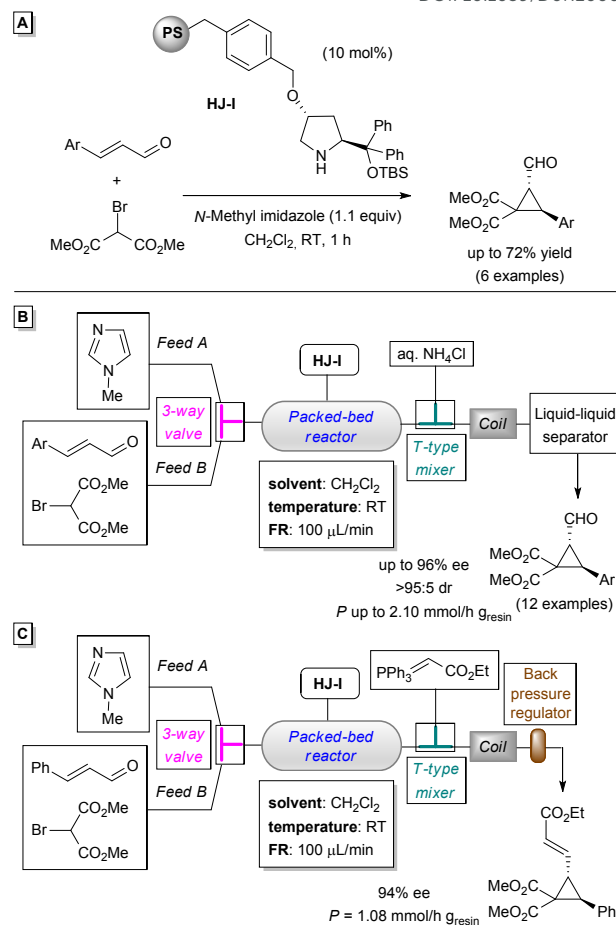 A
PS
(10 mol%)
HJ-I
O
N
H
Ph
Ph
OTBS
Ar
O
+
Br
MeO2C
CO2Me
N-Methyl imidazole (1.1 equiv)
CH2Cl2, RT, 1 h
CHO
MeO2C
MeO2C
Ar
up to 72% yield
(6 examples)
B
N
N
Me
Feed A
3-way
valve
Ar
O
Feed B
CO2Me
Br
CO2Me
HJ-I
Packed-bed
reactor
solvent: CH2Cl2
temperature: RT
FR: 100 μL/min
aq. NH4Cl
T-type
mixer
Coil
Liquid-liquid
separator
CHO
MeO2C
MeO2C
Ar
up to 96% ee
>95:5 dr
P up to 2.10 mmol/h gresin
(12 examples)
C
N
N
Me
Feed A
3-way
valve
Ph
O
Feed B
CO2Me
Br
CO2Me
HJ-I
Packed-bed
reactor
solvent: CH2Cl2
temperature: RT
FR: 100 μL/min
PPh3
CO2Et
T-type
mixer
Coil
Back
pressure
regulator
CO2Et
MeO2C
MeO2C
Ph
94% ee
P = 1.08 mmol/h gresin